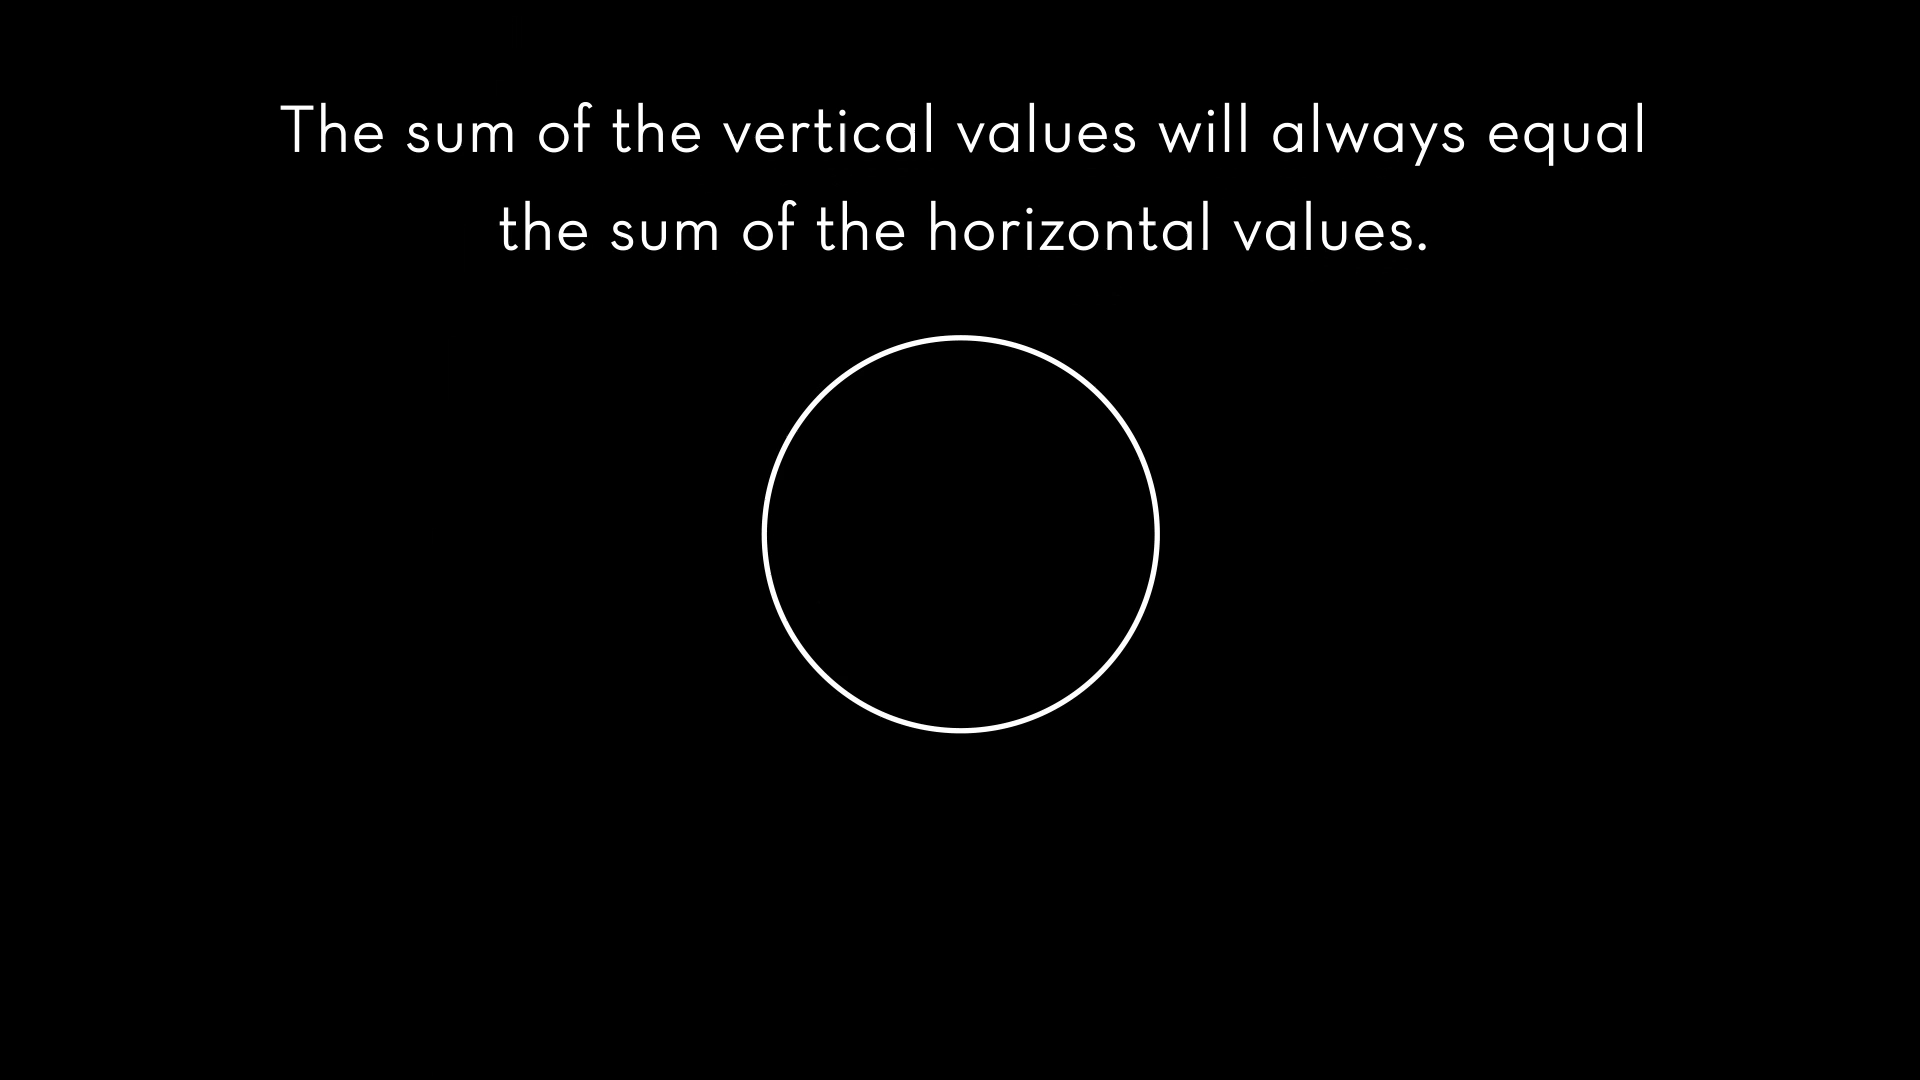 The sum of the vertical values will always equal
the sum of the horizontal values.